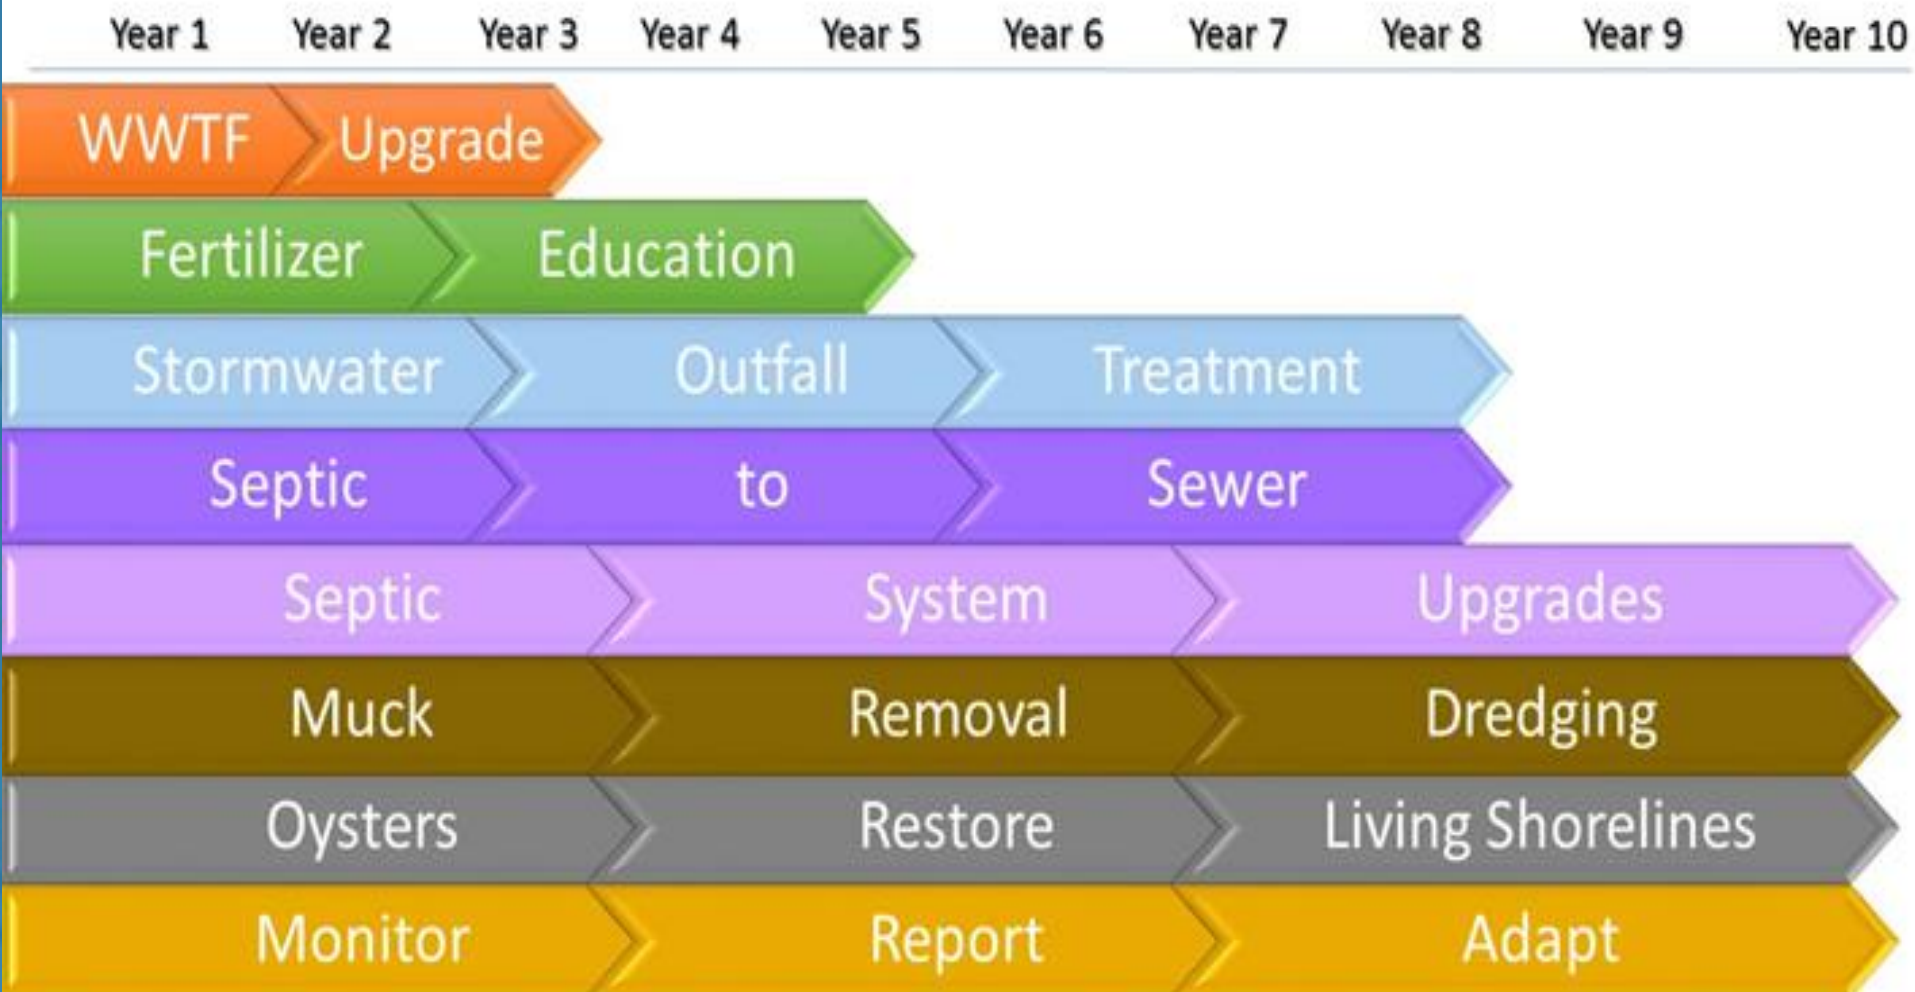 Year 1 Year 2 Year 3 Year 4 Year 5 Year 6 Year 7 Year 8 Year 9 Year 10
WWTF Upgrade
Fertilizer Education
Stormwater Outfall Treatment
Septic to Sewer
Septic System Upgrades
Muck Removal Dredging
Oysters Restore Living Shorelines
Monitor Report Adapt